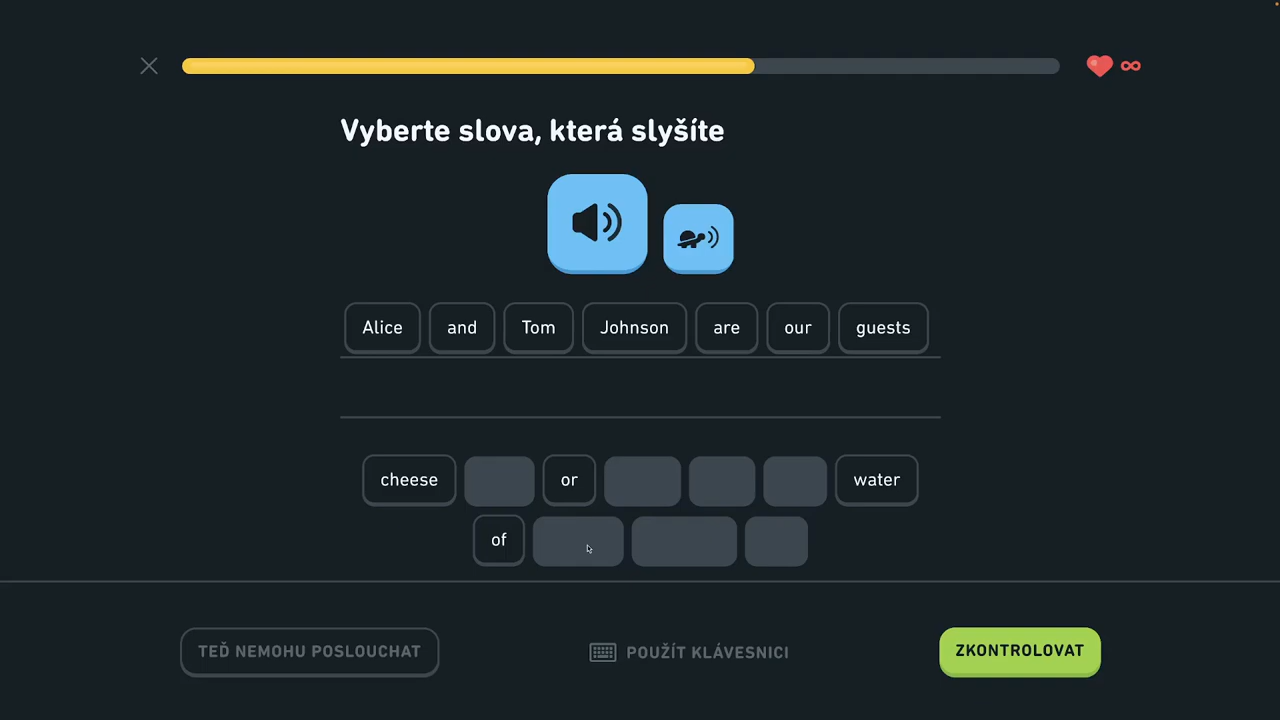 Vyberte slova, která slyšíte
Alice and Tom Johnson are our guests
cheese or water
of
TEĎ NEMOHU POSLOUCHAT POUŽÍT KLÁVESNICI ZKONTROLOVAT